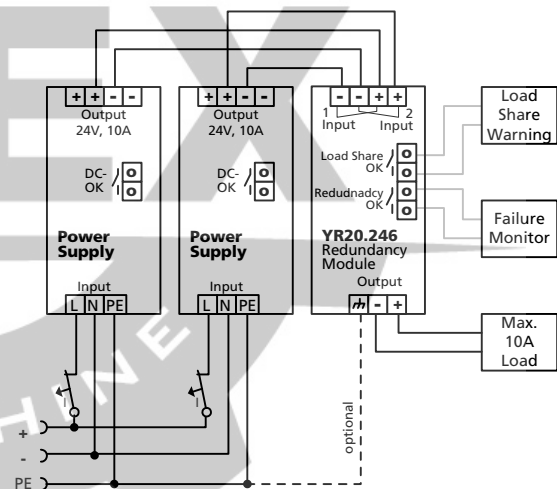 + + - -
Output
24V, 10A
DC-
OK
Power
Supply
Input
L N PE
+ + - -
Output
24V, 10A
DC-
OK
Power
Supply
Input
L N PE
- - + +
1 2
Input Input
Load Share
OK
Redudnadcy
OK
YR20.246
Redundancy
Module
Output
- +
Load
Share
Warning
Failure
Monitor
Max.
10A
Load
optional
+
-
PE
EX
HINE